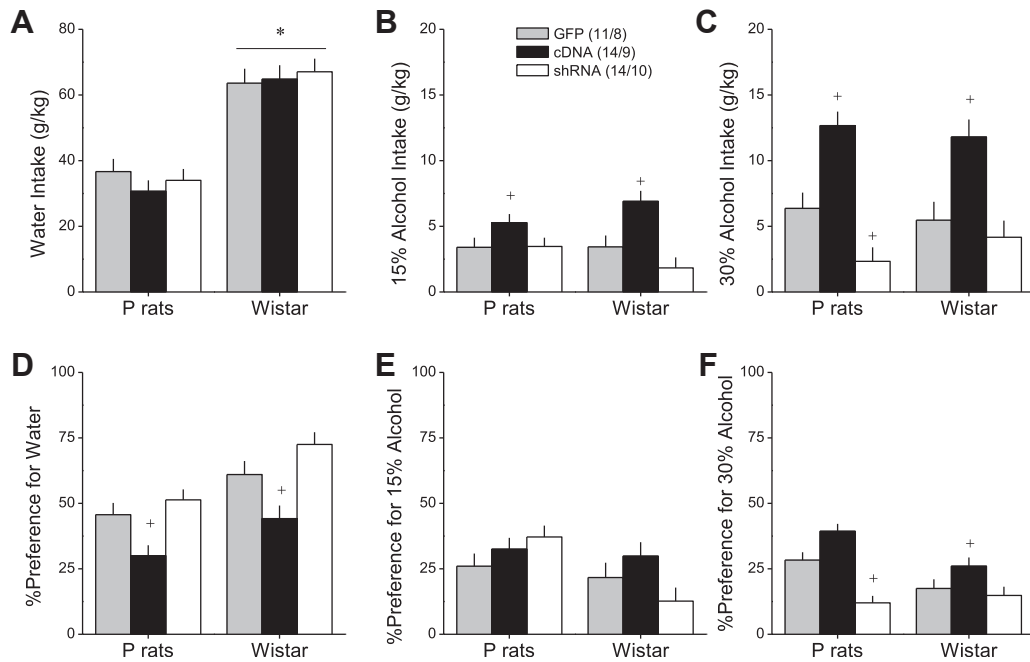 A
Water Intake (g/kg)
80
60
40
20
0
*
P rats
Wistar
B
15% Alcohol Intake (g/kg)
20
15
10
5
0
GFP (11/8)
cDNA (14/9)
shRNA (14/10)
+
+
P rats
Wistar
C
30% Alcohol Intake (g/kg)
20
15
10
5
0
+
+
+
P rats
Wistar
D
%Preference for Water
100
75
50
25
0
+
+
P rats
Wistar
E
%Preference for 15% Alcohol
100
75
50
25
0
P rats
Wistar
F
%Preference for 30% Alcohol
100
75
50
25
0
+
+
P rats
Wistar